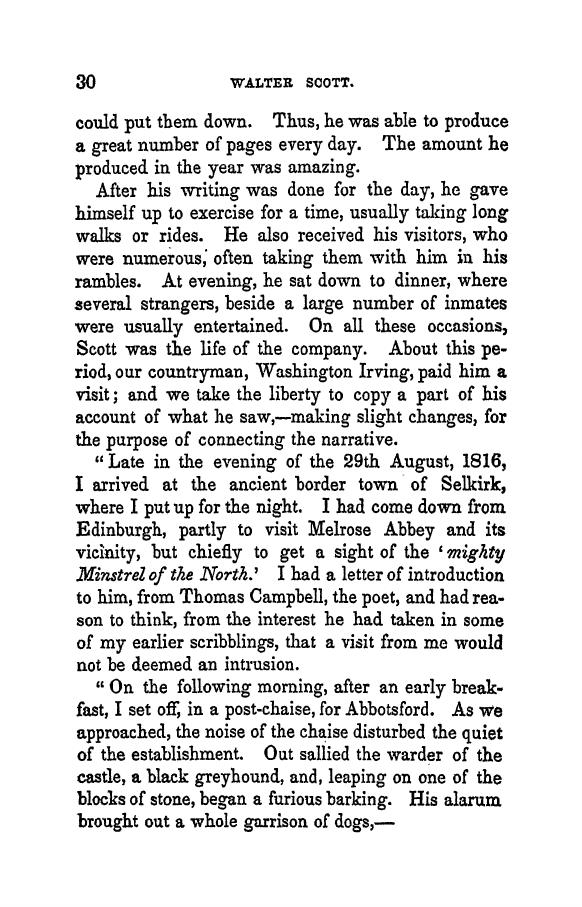 30 WALTER SCOTT.
could put them down. Thus, he was able to produce
a great number of pages every day. The amount he
produced in the year was amazing.
After his writing was done for the day, he gave
himself up to exercise for a time, usually taking long
walks or rides. He also received his visitors, who
were numerous, often taking them with him in his
rambles. At evening, he sat down to dinner, where
several strangers, beside a large number of inmates
were usually entertained. On all these occasions,
Scott was the life of the company. About this pe-
riod, our countryman, Washington Irving, paid him a
visit; and we take the liberty to copy a part of his
account of what he saw,—making slight changes, for
the purpose of connecting the narrative.
“Late in the evening of the 29th August, 1816,
I arrived at the ancient border town of Selkirk,
where I put up for the night. I had come down from
Edinburgh, partly to visit Melrose Abbey and its
vicinity, but chiefly to get a sight of the ‘mighty
Minstrel of the North.’ I had a letter of introduction
to him, from Thomas Campbell, the poet, and had rea-
son to think, from the interest he had taken in some
of my earlier scribblings, that a visit from me would
not be deemed an intrusion.
“On the following morning, after an early break-
fast, I set off, in a post-chaise, for Abbotsford. As we
approached, the noise of the chaise disturbed the quiet
of the establishment. Out sallied the warder of the
castle, a black greyhound, and, leaping on one of the
blocks of stone, began a furious barking. His alarum
brought out a whole garrison of dogs,—